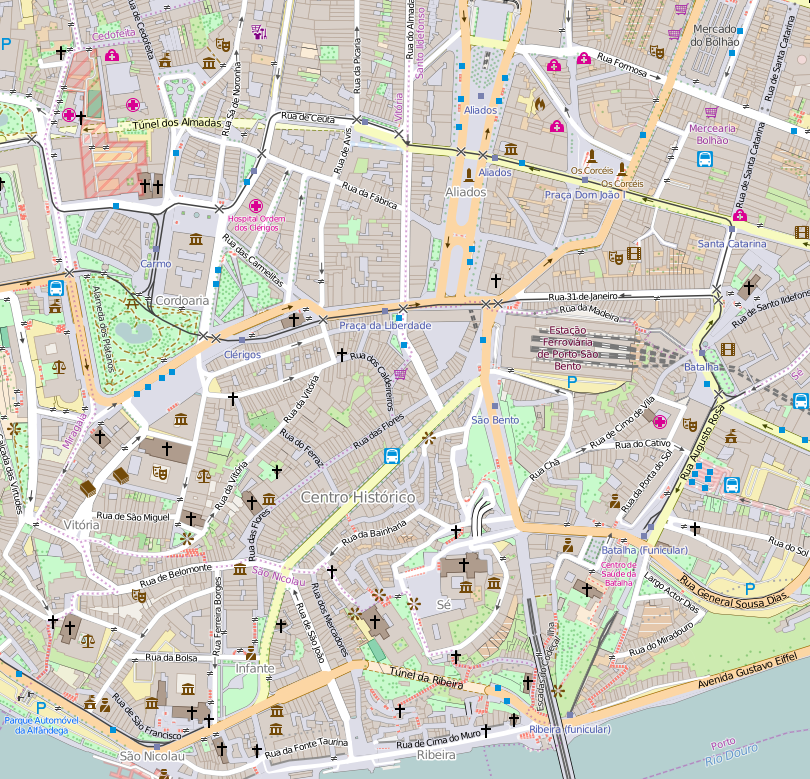 Cedofeita
Rua de Cedofeita
P
Rua Sá de Noronha
Rua da Picaria
Rua do Almada
Santo Ildefonso
Vitória
Mercado
do Bolhão
Rua Formosa
Rua de Santa Catarina
Aliados
Túnel dos Almadas
Rua de Ceuta
Rua de Avis
Mercearia
Bolhão
Rua de Santa Catarina
Os Corcéis
Os Corcéis
Aliados
Praça Dom João I
Aliados
Rua da Fábrica
Hospital Ordem
dos Clérigos
Santa Catarina
Rua das Carmelitas
Carmo
Cordoaria
Alameda dos Plátanos
Rua 31 de Janeiro
Rua da Madeira
Rua de Santo Ildefonso
Praça da Liberdade
Clérigos
Estação
Ferroviária
de Porto São
Bento
Batalha
Sé
P
Rua dos Caldeireiros
Rua da Vitória
Miragaia
Rua das Flores
São Bento
Rua de Cimo de Vila
Rua Augusto Rosa
Rua do Ferraz
Rua do Cativo
Rua Chã
Rua da Porta do Sol
Calçada das Virtudes
Rua da Vitória
Centro Histórico
Rua de São Miguel
Vitória
Rua das Flores
Rua da Bainharia
Batalha (Funicular)
Rua do Sol
São Nicolau
Rua de Belomonte
Centro de
Saúde da
Batalha
Largo Actor Dias
P
Rua General Sousa Dias
Rua Ferreira Borges
Rua dos Mercadores
Rua de São João
Sé
Rua do Miradouro
Escadas do Codeçal
Rua da Bolsa
Infante
Túnel da Ribeira
Avenida Gustavo Eiffel
P
Parque Automóvel
da Alfândega
Rua de São Francisco
Ribeira (funicular)
São Nicolau
Rua da Fonte Taurina
Rua de Cima do Muro
Ribeira
Porto
Rio Douro